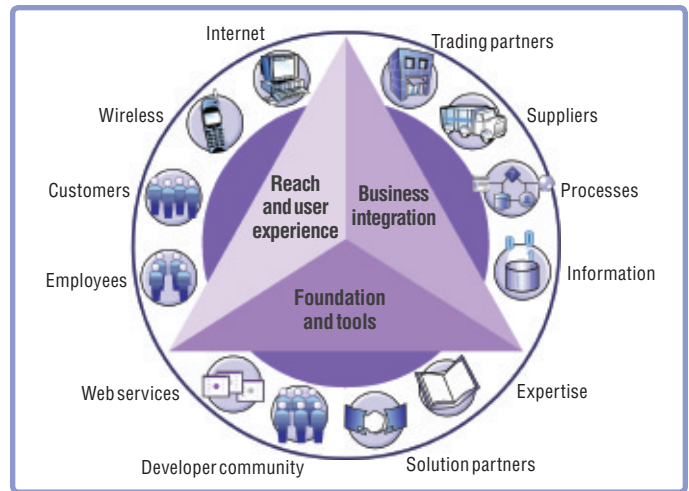 Internet
Trading partners
Wireless
Suppliers
Customers
Processes
Reach
and user
experience
Business
integration
Employees
Information
Foundation
and tools
Web services
Expertise
Developer community
Solution partners